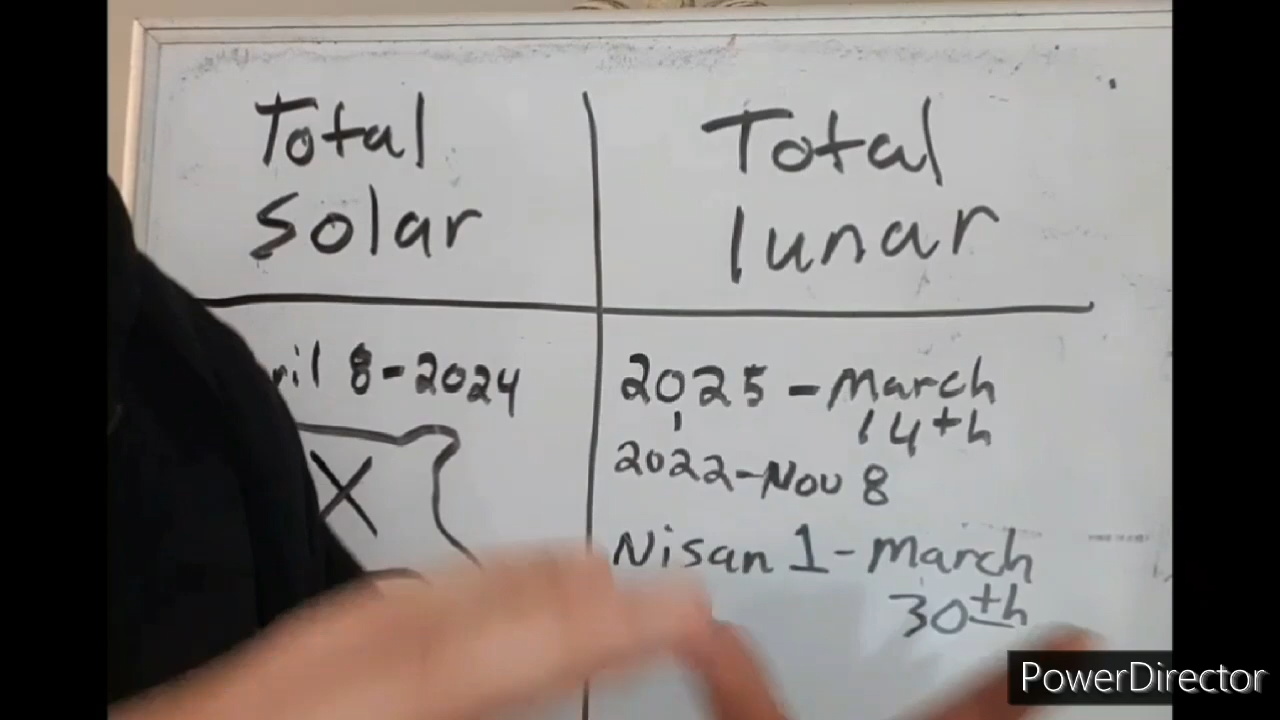 Total
Solar
ril 8-2024
X
Total
lunar
2025 - March
14th
2022-Nov 8
Nisan 1 - March
30th
PowerDirector